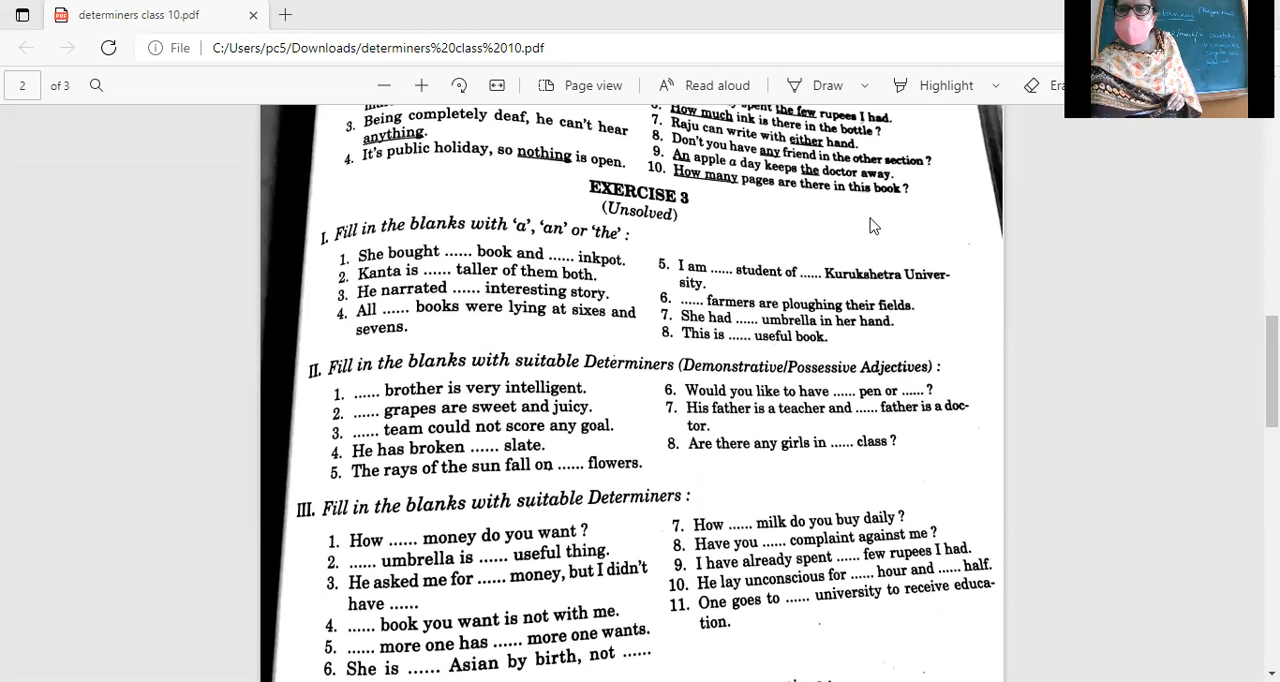 determiners class 10.pdf
File
C:/Users/pc5/Downloads/determiners%20class%2010.pdf
2 of 3
Page view
Read aloud
Draw
Highlight
3. Being completely deaf, he can't hear
anything.
4. It's public holiday, so nothing is open.
spent the few rupees I had.
7. How much ink is there in the bottle ?
Raju can write with either hand.
8. Don't you have any friend in the other section ?
9. An apple a day keeps the doctor away.
10. How many pages are there in this book ?
EXERCISE 3
(Unsolved)
I. Fill in the blanks with 'a', 'an' or 'the' :
1. She bought ...... book and ...... inkpot.
2. Kanta is ...... taller of them both.
3. He narrated ...... interesting story.
4. All ...... books were lying at sixes and
sevens.
5. I am ...... student of ...... Kurukshetra Univer-
sity.
6. ...... farmers are ploughing their fields.
7. She had ...... umbrella in her hand.
8. This is ...... useful book.
II. Fill in the blanks with suitable Determiners (Demonstrative/Possessive Adjectives) :
1. ...... brother is very intelligent.
2. ...... grapes are sweet and juicy.
3. ...... team could not score any goal.
4. He has broken ...... slate.
5. The rays of the sun fall on ...... flowers.
6. Would you like to have ...... pen or ...... ?
7. His father is a teacher and ...... father is a doc-
tor.
8. Are there any girls in ...... class ?
III. Fill in the blanks with suitable Determiners :
1. How ...... money do you want ?
2. ...... umbrella is ...... useful thing.
3. He asked me for ...... money, but I didn't
have ......
4. ...... book you want is not with me.
5. ...... more one has ...... more one wants.
6. She is ...... Asian by birth, not ......
7. How ...... milk do you buy daily ?
8. Have you ...... complaint against me ?
9. I have already spent ...... few rupees I had.
10. He lay unconscious for ...... hour and ...... half.
11. One goes to ...... university to receive educa-
tion.